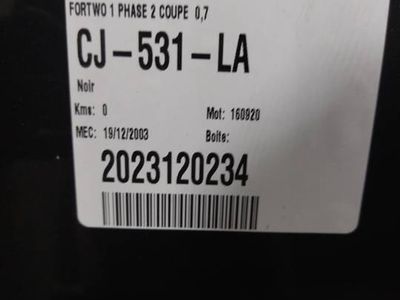 FORTWO 1 PHASE 2 COUPE 0,7
CJ-531-LA
Noir
Kms: 0 Mot: 160920
MEC: 19/12/2003 Boîte:
2023120234